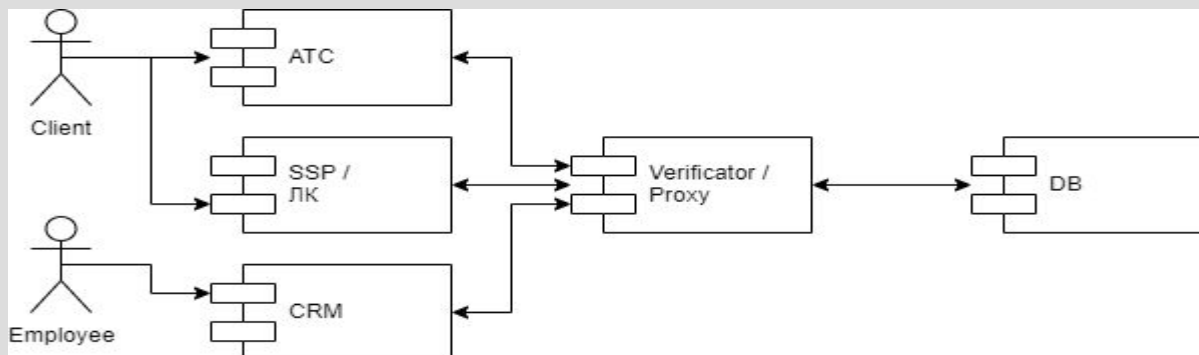 ATC
Client
SSP /
ЛК
Verificator /
Proxy
DB
CRM
Employee